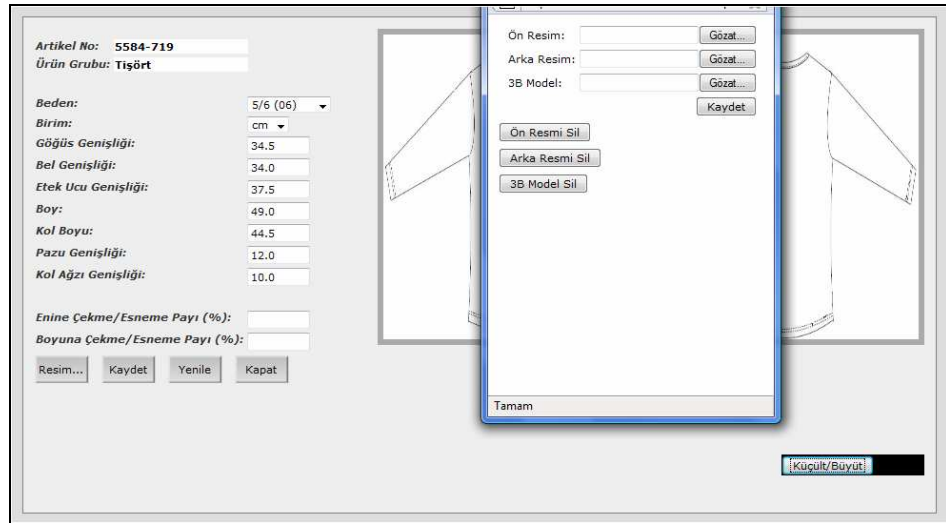 Artikel No: 5584-719
Ürün Grubu: Tişört
Beden: 5/6 (06)
Birim: cm
Göğüs Genişliği: 34.5
Bel Genişliği: 34.0
Etek Ucu Genişliği: 37.5
Boy: 49.0
Kol Boyu: 44.5
Pazu Genişliği: 12.0
Kol Ağzı Genişliği: 10.0
Enine Çekme/Esneme Payı (%):
Boyuna Çekme/Esneme Payı (%):
Resim... Kaydet Yenile Kapat
Ön Resim: Gözat...
Arka Resim: Gözat...
3B Model: Gözat...
Kaydet
Ön Resmi Sil
Arka Resmi Sil
3B Model Sil
Tamam
Küçült/Büyüt